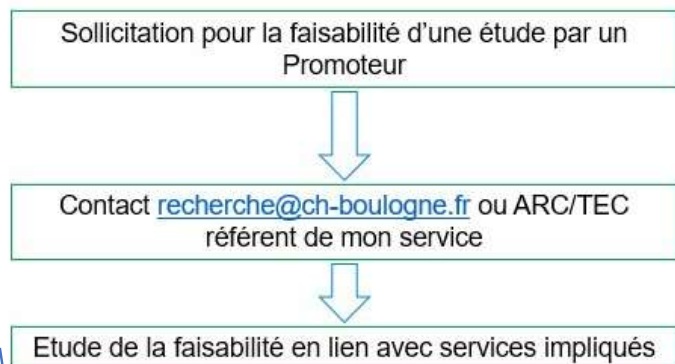 Sollicitation pour la faisabilité d'une étude par un
Promoteur
Contact recherche@ch-boulogne.fr ou ARC/TEC
référent de mon service
Etude de la faisabilité en lien avec services impliqués